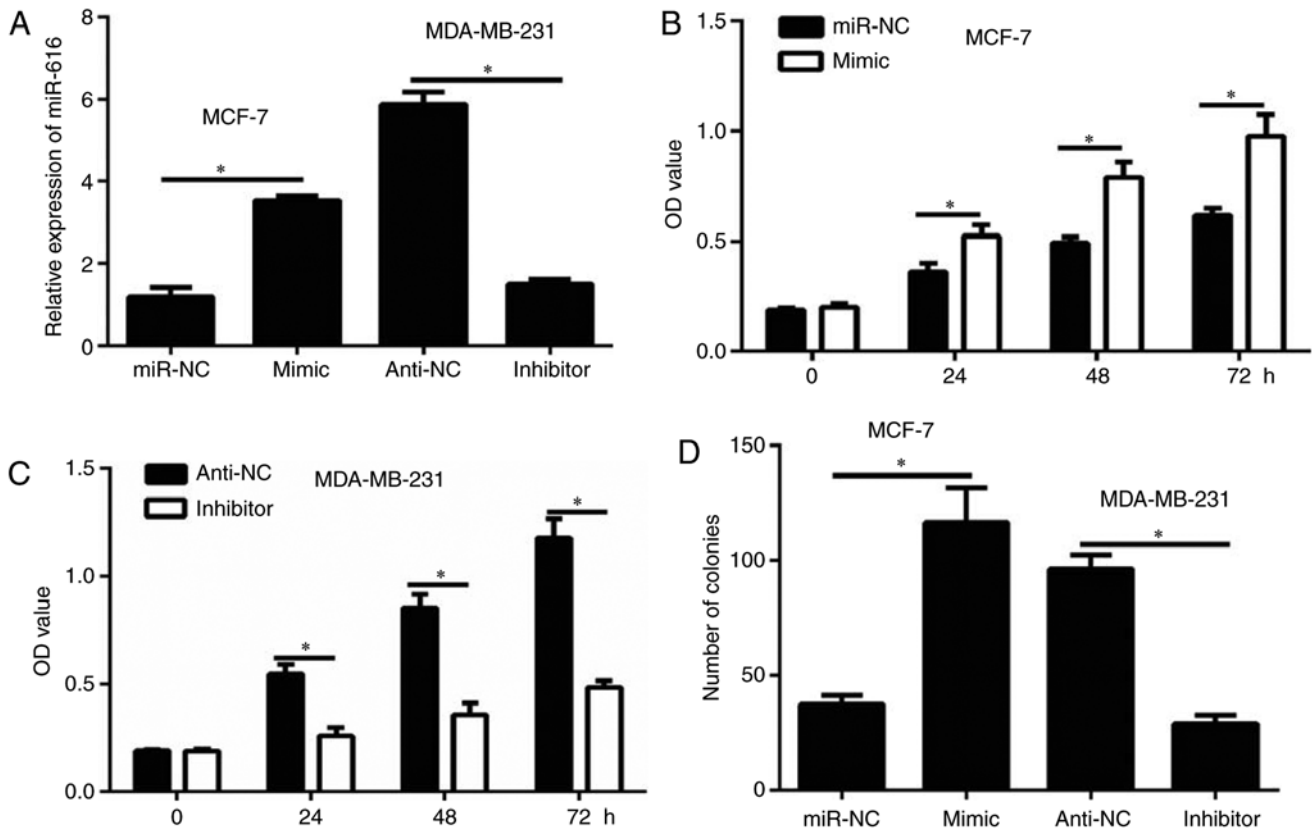 A
Relative expression of miR-616
8
6
4
2
0
MCF-7
MDA-MB-231
*
*
miR-NC Mimic Anti-NC Inhibitor
B
miR-NC
Mimic
MCF-7
OD value
1.5
1.0
0.5
0.0
*
*
*
0 24 48 72 h
C
Anti-NC
Inhibitor
MDA-MB-231
OD value
1.5
1.0
0.5
0.0
*
*
*
0 24 48 72 h
D
MCF-7
MDA-MB-231
Number of colonies
150
100
50
0
*
*
miR-NC Mimic Anti-NC Inhibitor